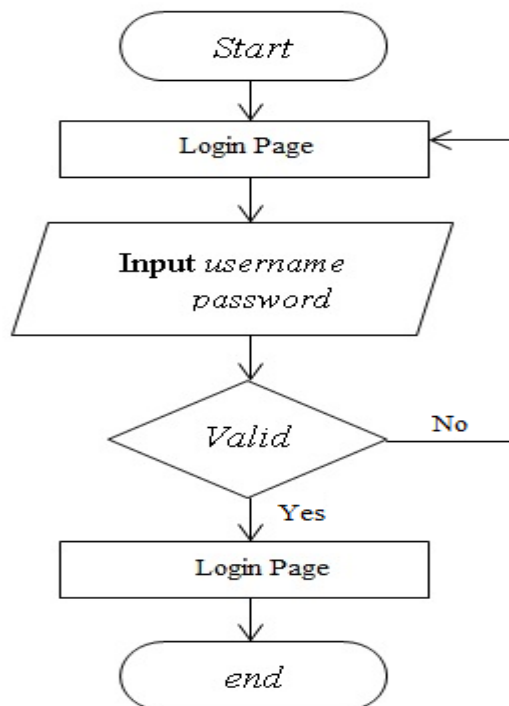 Start
Login Page
Input username
password
Valid
No
Yes
Login Page
end